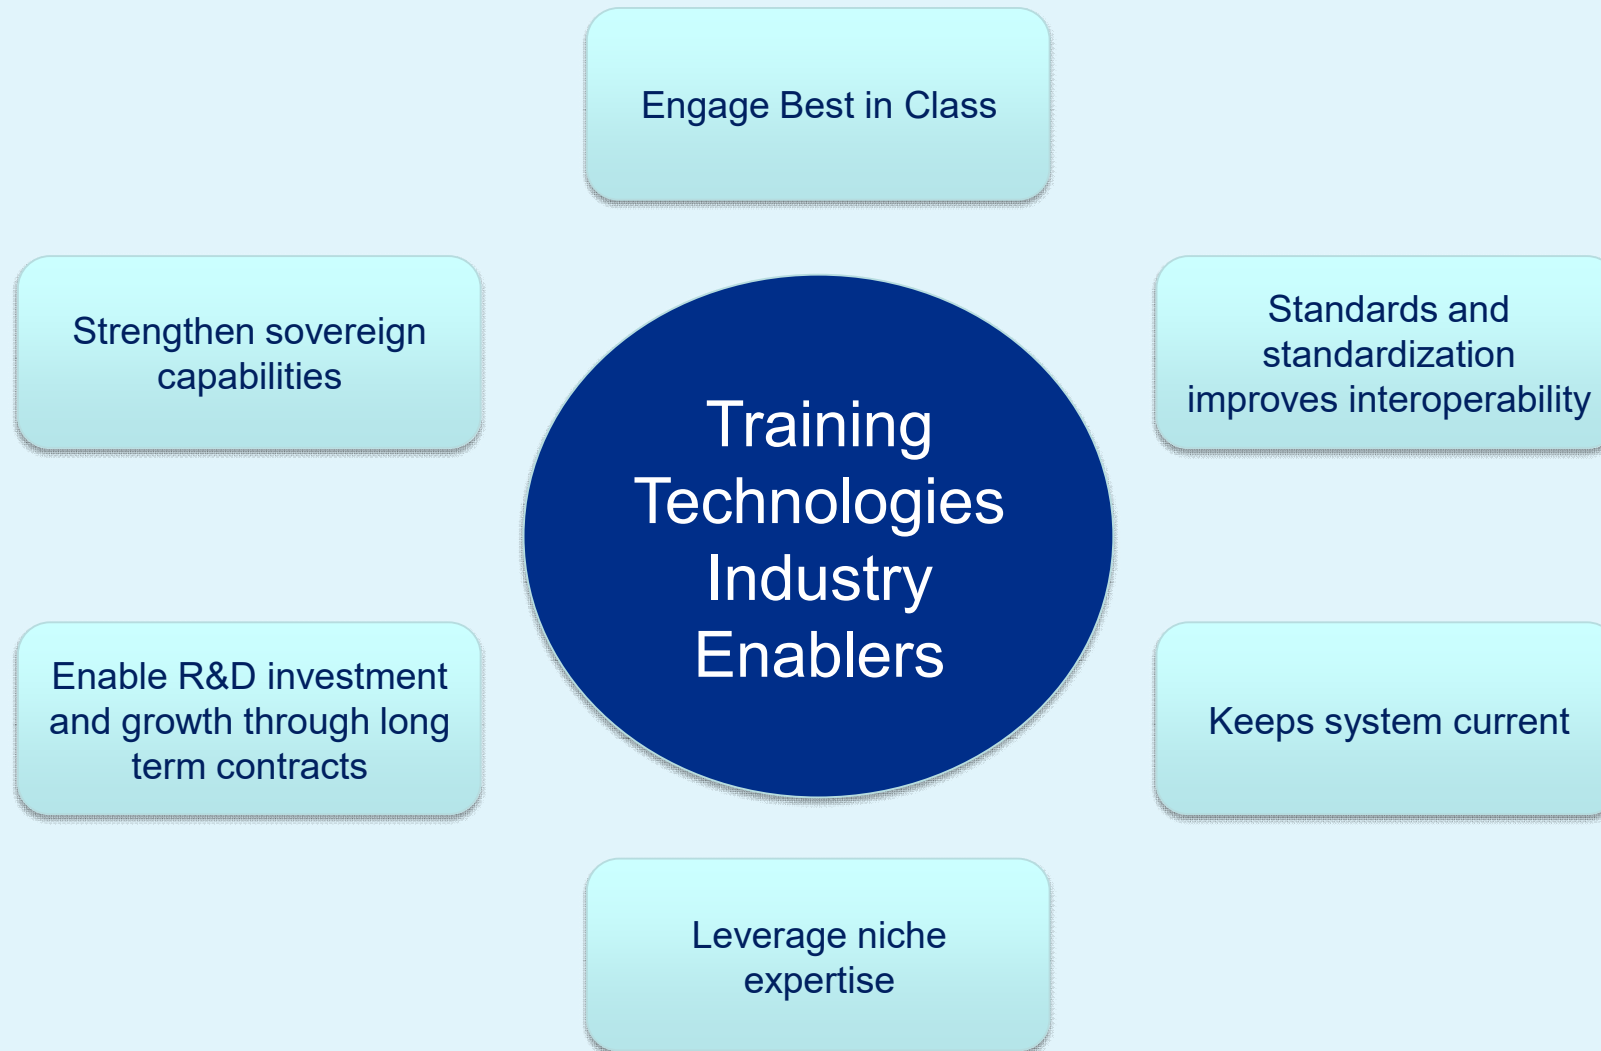 Engage Best in Class
Strengthen sovereign
capabilities
Standards and
standardization
improves interoperability
Training
Technologies
Industry
Enablers
Enable R&D investment
and growth through long
term contracts
Keeps system current
Leverage niche
expertise